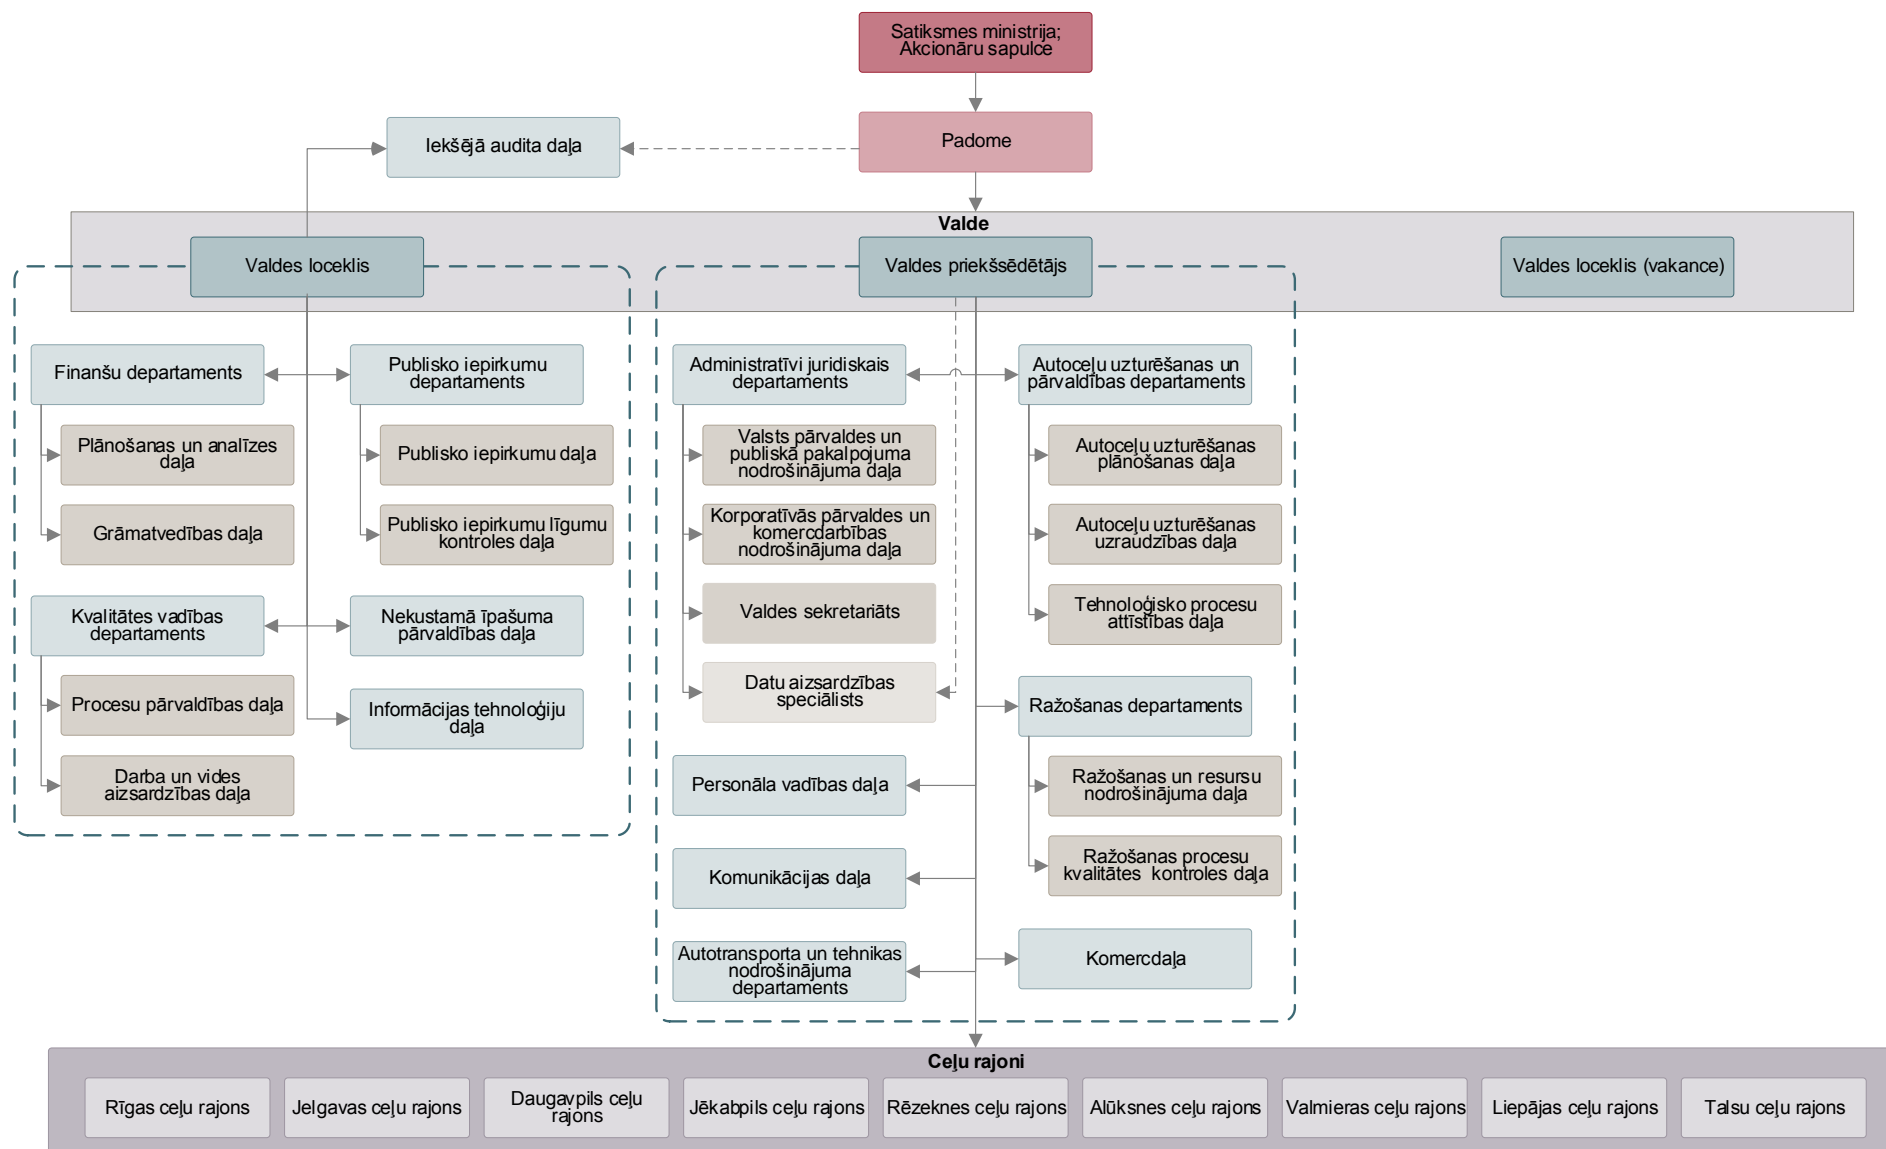 Satiksmes ministrija;
Akcionāru sapulce
Padome
Iekšējā audita daļa
Valde
Valdes loceklis
Valdes priekšsēdētājs
Valdes loceklis (vakance)
Finanšu departaments
Plānošanas un analīzes
daļa
Grāmatvedības daļa
Publisko iepirkumu
departaments
Publisko iepirkumu daļa
Publisko iepirkumu līgumu
kontroles daļa
Kvalitātes vadības
departaments
Procesu pārvaldības daļa
Darba un vides
aizsardzības daļa
Nekustamā īpašuma
pārvaldības daļa
Informācijas tehnoloģiju
daļa
Administratīvi juridiskais
departaments
Valsts pārvaldes un
publiskā pakalpojuma
nodrošinājuma daļa
Korporatīvās pārvaldes un
komercdarbības
nodrošinājuma daļa
Valdes sekretariāts
Datu aizsardzības
speciālists
Personāla vadības daļa
Komunikācijas daļa
Autotransporta un tehnikas
nodrošinājuma
departaments
Autoceļu uzturēšanas un
pārvaldības departaments
Autoceļu uzturēšanas
plānošanas daļa
Autoceļu uzturēšanas
uzraudzības daļa
Tehnoloģisko procesu
attīstības daļa
Ražošanas departaments
Ražošanas un resursu
nodrošinājuma daļa
Ražošanas procesu
kvalitātes  kontroles daļa
Komercdaļa
Ceļu rajoni
Rīgas ceļu rajons
Jelgavas ceļu rajons
Daugavpils ceļu
rajons
Jēkabpils ceļu rajons
Rēzeknes ceļu rajons
Alūksnes ceļu rajons
Valmieras ceļu rajons
Liepājas ceļu rajons
Talsu ceļu rajons